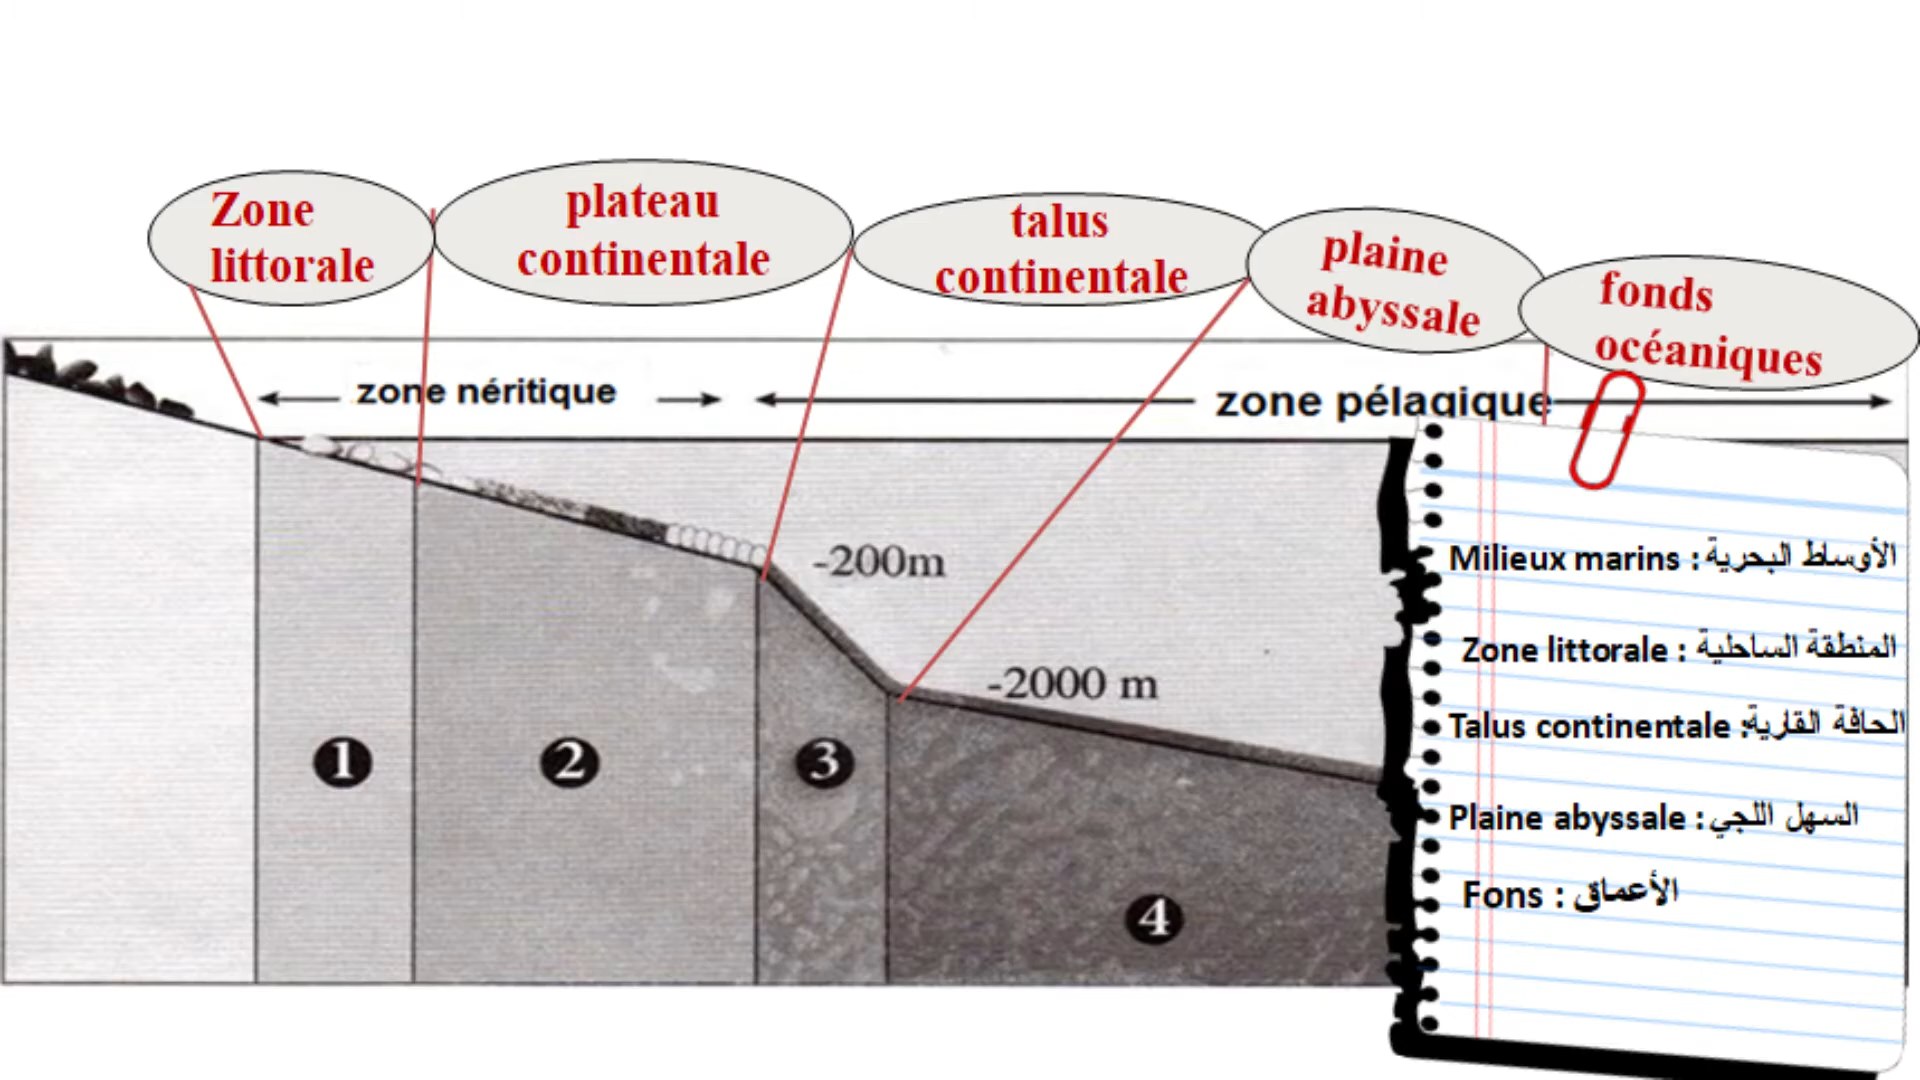 Zone
littorale
plateau
continentale
talus
continentale
plaine
abyssale
fonds
océaniques
zone néritique
zone pélagique
-200m
-2000 m
1
2
3
4
Milieux marins : الأوساط البحرية
Zone littorale : المنطقة الساحلية
Talus continentale :الحافة القارية
Plaine abyssale : السهل اللجي
Fons : الأعماق